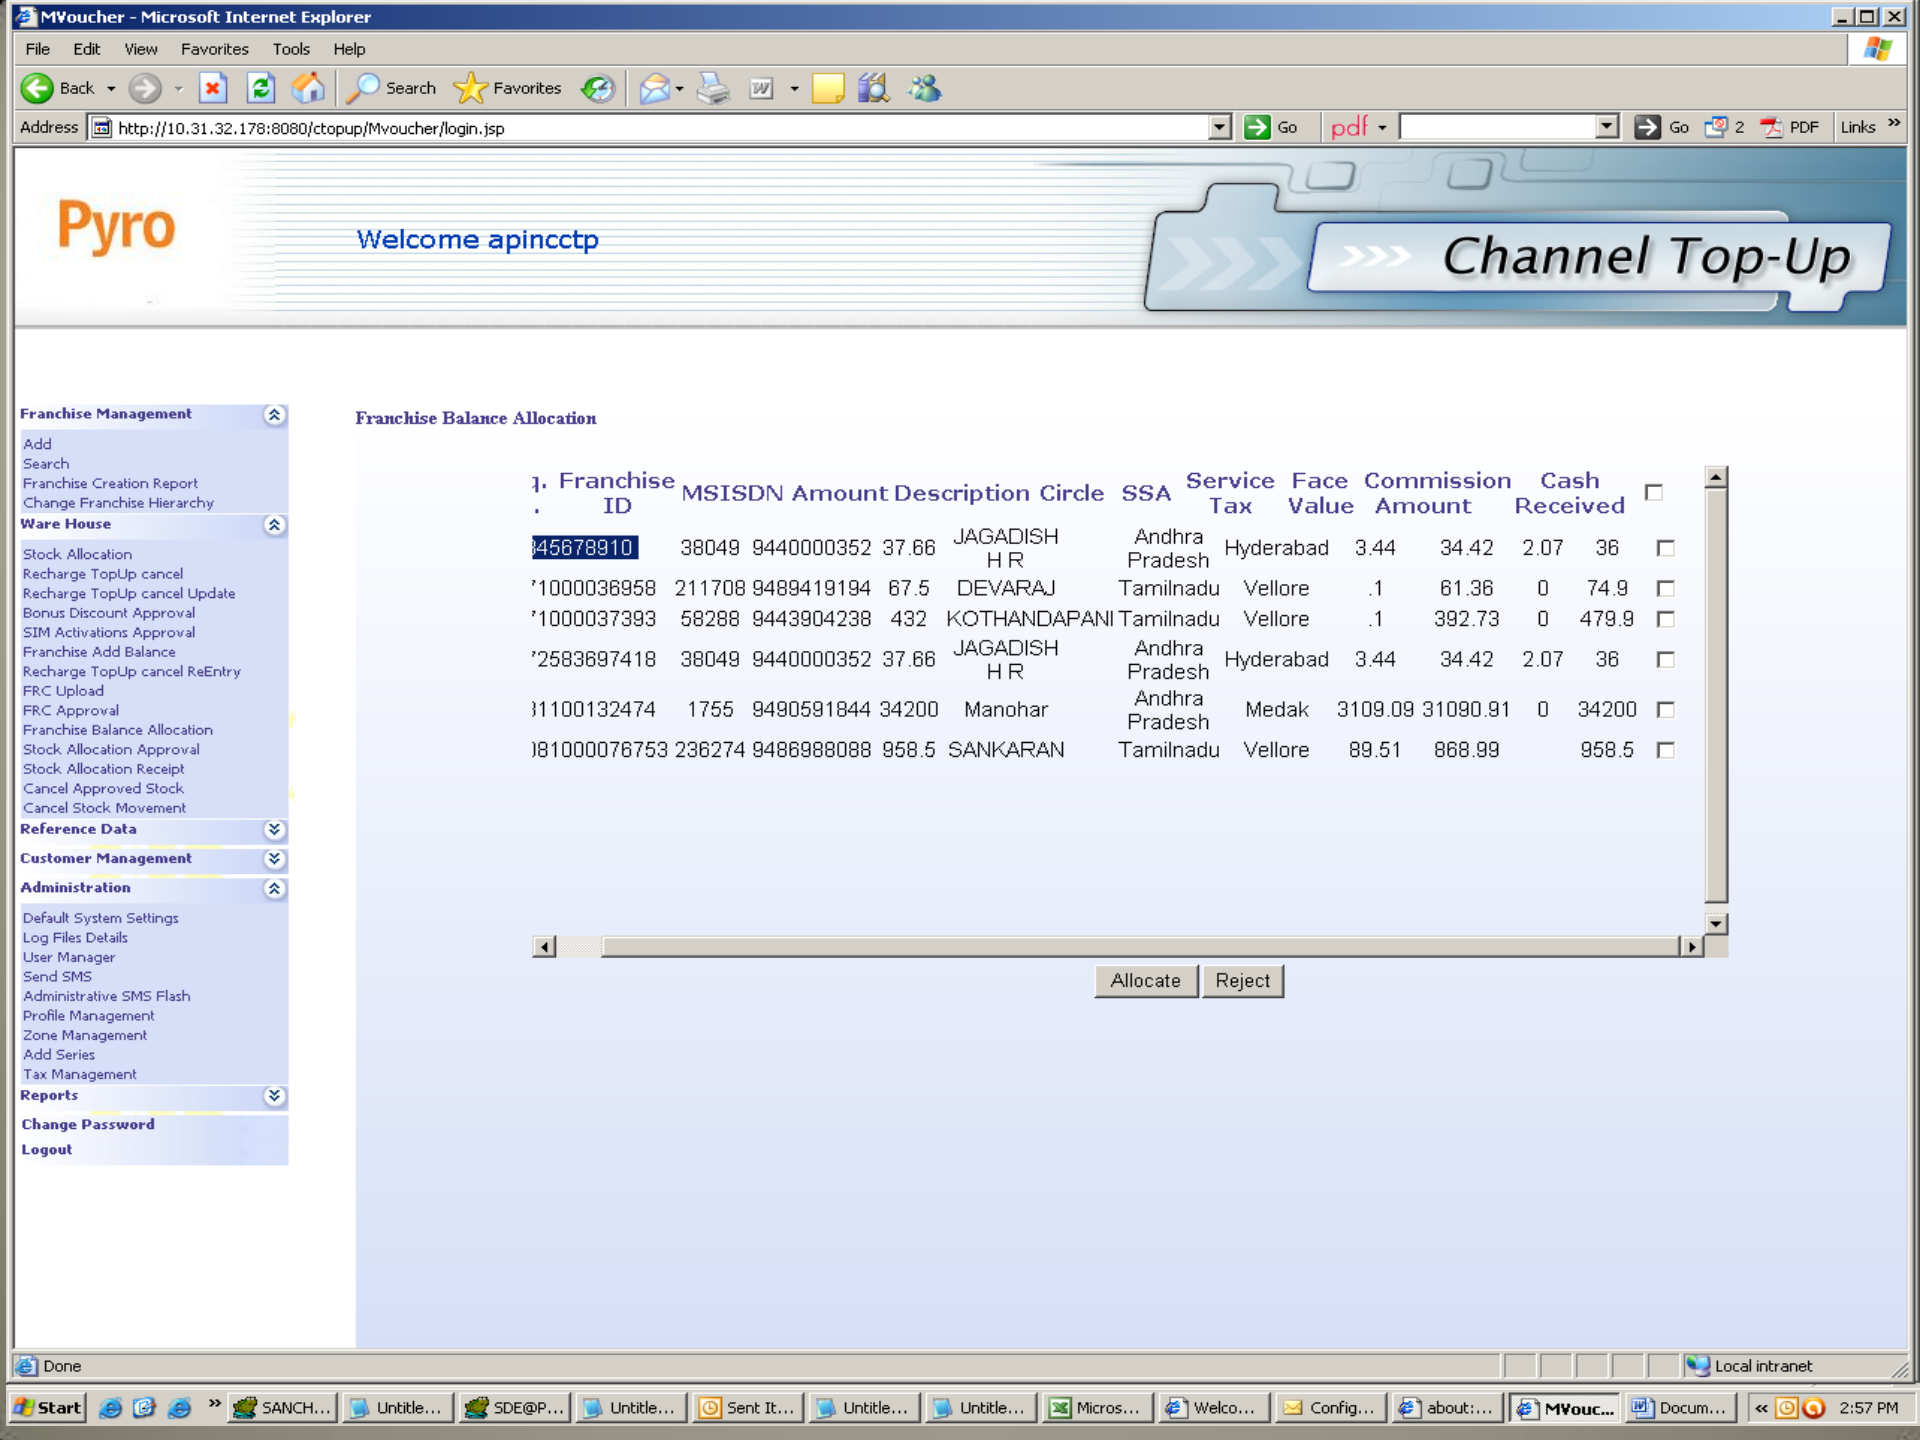 MVoucher - Microsoft Internet Explorer
File Edit View Favorites Tools Help
Back Search Favorites
Address http://10.31.32.178:8080/ctopup/Mvoucher/login.jsp Go pdf Go 2 PDF Links »
Pyro
Welcome apincctp
>>> Channel Top-Up
Franchise Management
Add
Search
Franchise Creation Report
Change Franchise Hierarchy
Ware House
Stock Allocation
Recharge TopUp cancel
Recharge TopUp cancel Update
Bonus Discount Approval
SIM Activations Approval
Franchise Add Balance
Recharge TopUp cancel ReEntry
FRC Upload
FRC Approval
Franchise Balance Allocation
Stock Allocation Approval
Stock Allocation Receipt
Cancel Approved Stock
Cancel Stock Movement
Reference Data
Customer Management
Administration
Default System Settings
Log Files Details
User Manager
Send SMS
Administrative SMS Flash
Profile Management
Zone Management
Add Series
Tax Management
Reports
Change Password
Logout
Franchise Balance Allocation
Franchise ID MSISDN Amount Description Circle SSA Service Tax Face Value Commission Amount Cash Received
345678910 38049 9440000352 37.66 JAGADISH H R Andhra Pradesh Hyderabad 3.44 34.42 2.07 36
1000036958 211708 9489419194 67.5 DEVARAJ Tamilnadu Vellore .1 61.36 0 74.9
1000037393 58288 9443904238 432 KOTHANDAPANI Tamilnadu Vellore .1 392.73 0 479.9
2583697418 38049 9440000352 37.66 JAGADISH H R Andhra Pradesh Hyderabad 3.44 34.42 2.07 36
1100132474 1755 9490591844 34200 Manohar Andhra Pradesh Medak 3109.09 31090.91 0 34200
81000076753 236274 9486988088 958.5 SANKARAN Tamilnadu Vellore 89.51 868.99 958.5
Allocate Reject
Done Local intranet
Start » SANCH... Untitle... SDE@P... Untitle... Sent It... Untitle... Untitle... Micros... Welco... Config... about:... MVouc... Docum... « 2:57 PM